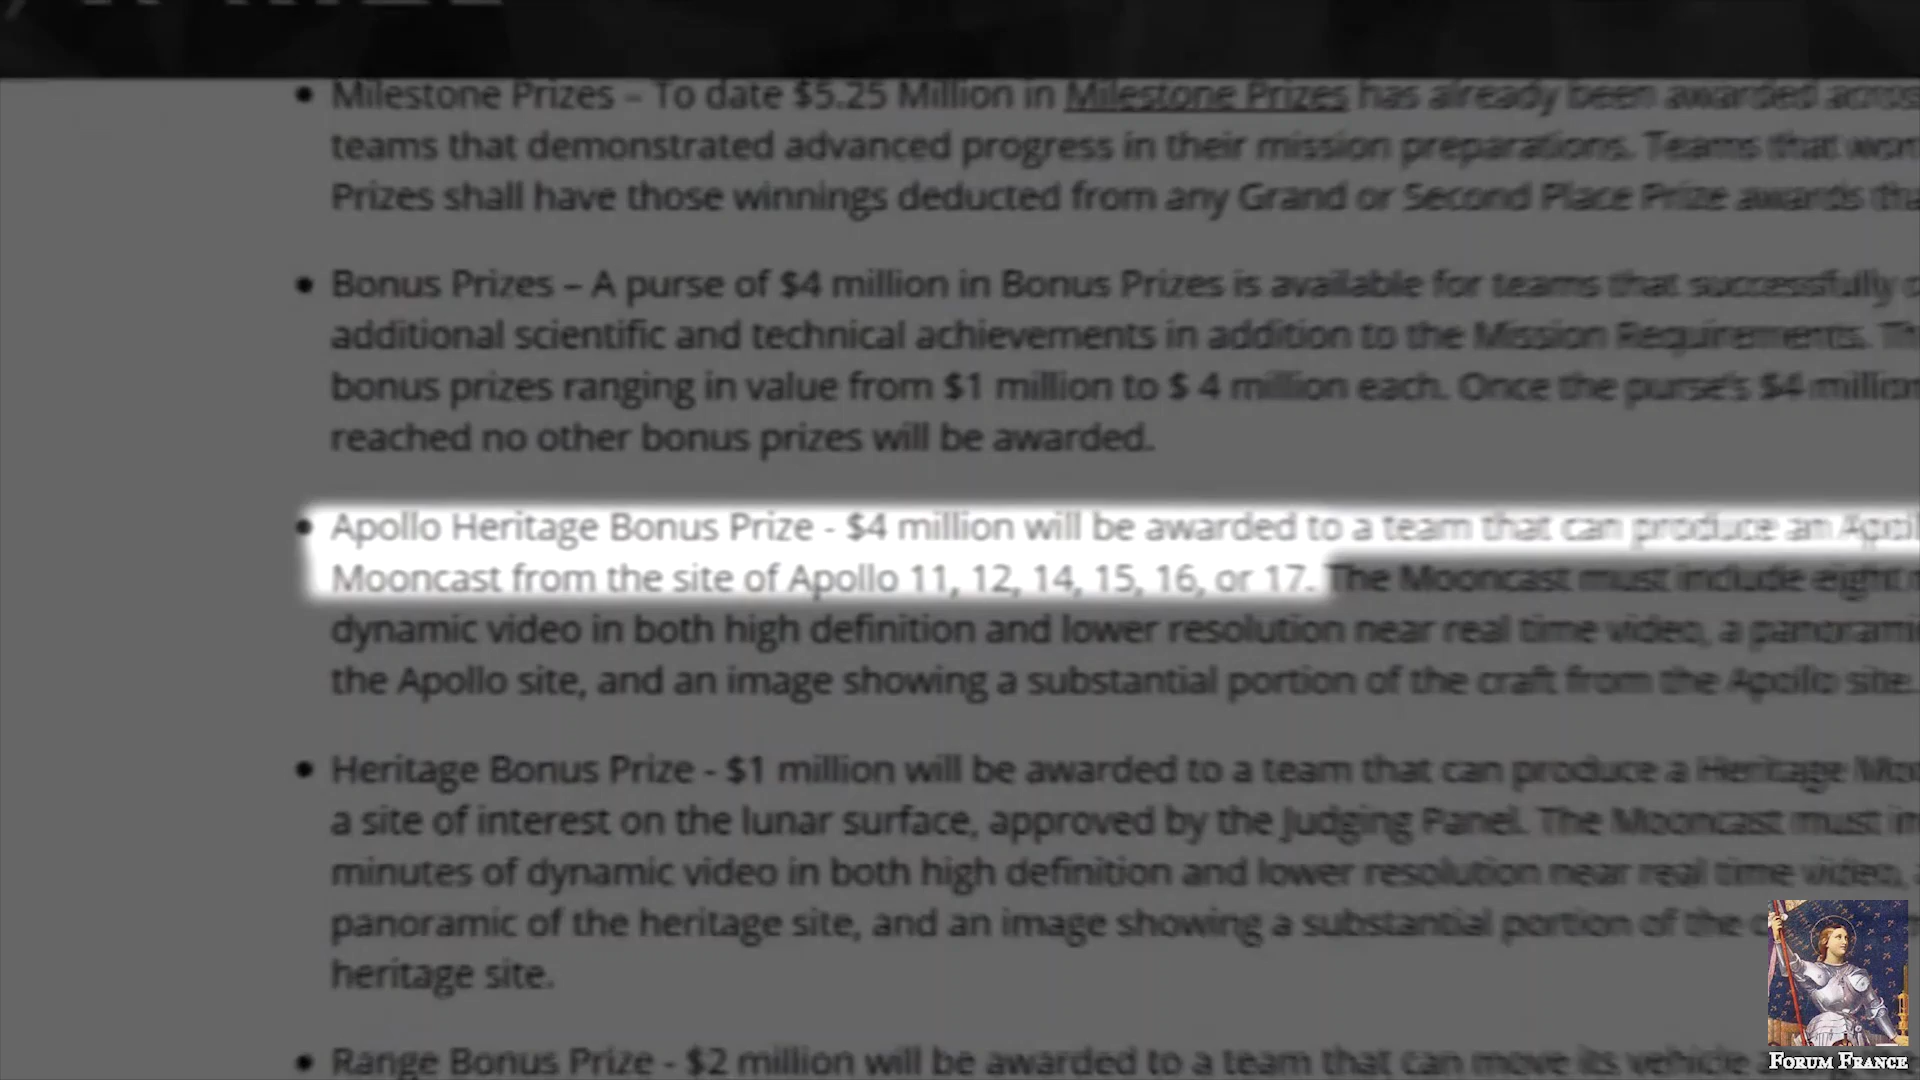 • Milestone Prizes – To date $5.25 Million in Milestone Prizes has already been awarded across
teams that demonstrated advanced progress in their mission preparations. Teams that won
Prizes shall have those winnings deducted from any Grand or Second Place Prize awards
• Bonus Prizes – A purse of $4 million in Bonus Prizes is available for teams that successfully
additional scientific and technical achievements in addition to the Mission Requirements.
bonus prizes ranging in value from $1 million to $ 4 million each. Once the purse's $4 million
reached no other bonus prizes will be awarded.
• Apollo Heritage Bonus Prize - $4 million will be awarded to a team that can produce an
Mooncast from the site of Apollo 11, 12, 14, 15, 16, or 17. The Mooncast must include eight
dynamic video in both high definition and lower resolution near real time video, a panoramic
the Apollo site, and an image showing a substantial portion of the craft from the Apollo site.
• Heritage Bonus Prize - $1 million will be awarded to a team that can produce a Heritage
a site of interest on the lunar surface, approved by the Judging Panel. The Mooncast must
minutes of dynamic video in both high definition and lower resolution near real time video,
panoramic of the heritage site, and an image showing a substantial portion of the
heritage site.
• Range Bonus Prize - $2 million will be awarded to a team that can move its vehicle
FORUM FRANCE